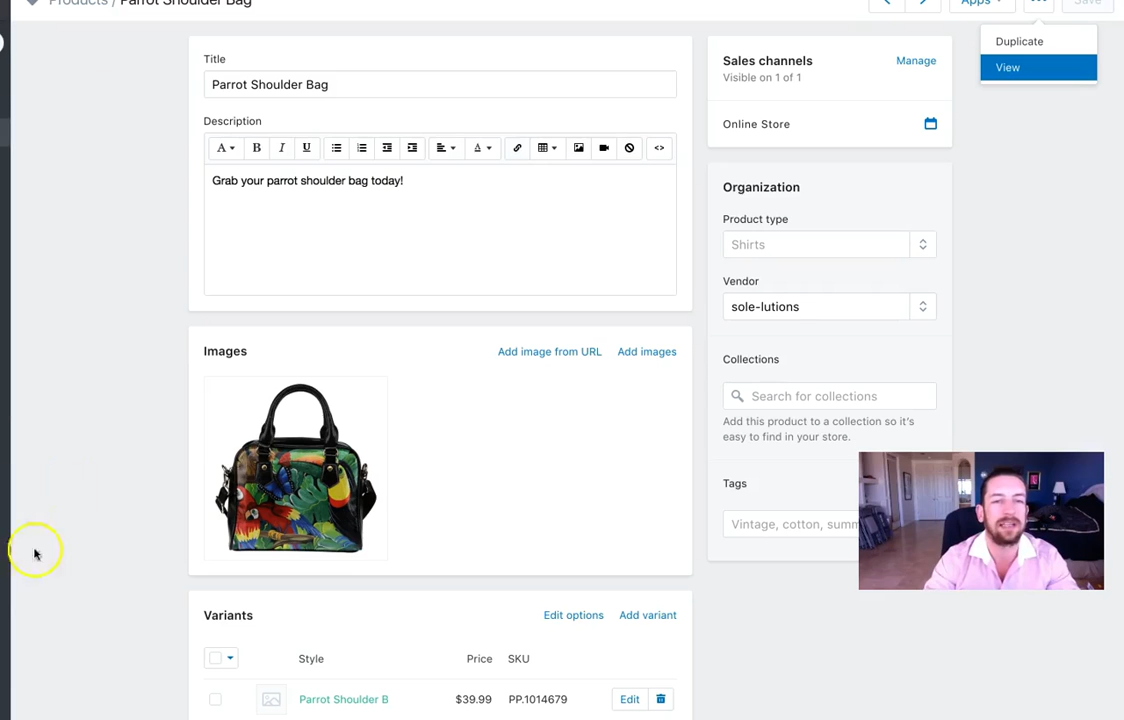 Products / Parrot Shoulder Bag
Apps
Save
Duplicate
View
Title
Parrot Shoulder Bag
Description
A
B
I
U
A
<>
Grab your parrot shoulder bag today!
Images
Add image from URL
Add images
Variants
Edit options
Add variant
Style
Price
SKU
Parrot Shoulder B
$39.99
PP.1014679
Edit
Sales channels
Manage
Visible on 1 of 1
Online Store
Organization
Product type
Shirts
Vendor
sole-lutions
Collections
Search for collections
Add this product to a collection so it's
easy to find in your store.
Tags
Vintage, cotton, summ